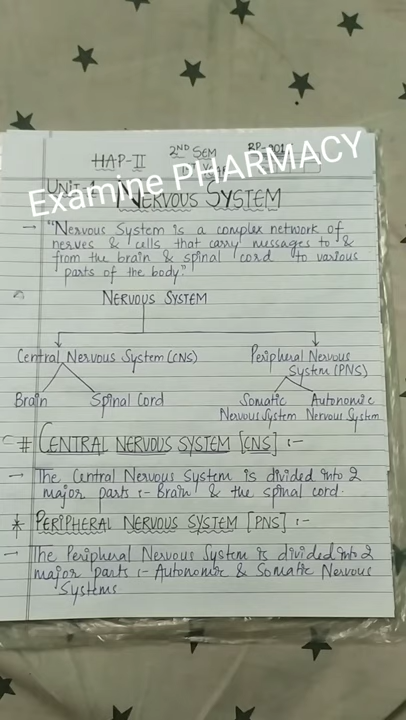 HAP-II 2ND SEM
Examine PHARMACY
UNIT-1 NERVOUS SYSTEM
→ "Nervous System is a complex network of
nerves & cells that carry messages to &
from the brain & spinal cord to various
parts of the body."
NERVOUS SYSTEM
Central Nervous System (CNS)
Peripheral Nervous
System (PNS)
Brain Spinal Cord
Somatic
Nervous System
Autonomic
Nervous System
# CENTRAL NERVOUS SYSTEM [CNS] :-
→ The Central Nervous System is divided into 2
major parts :- Brain & the spinal cord.
* PERIPHERAL NERVOUS SYSTEM [PNS] :-
→ The Peripheral Nervous System is divided into 2
major parts :- Autonomic & Somatic Nervous
Systems